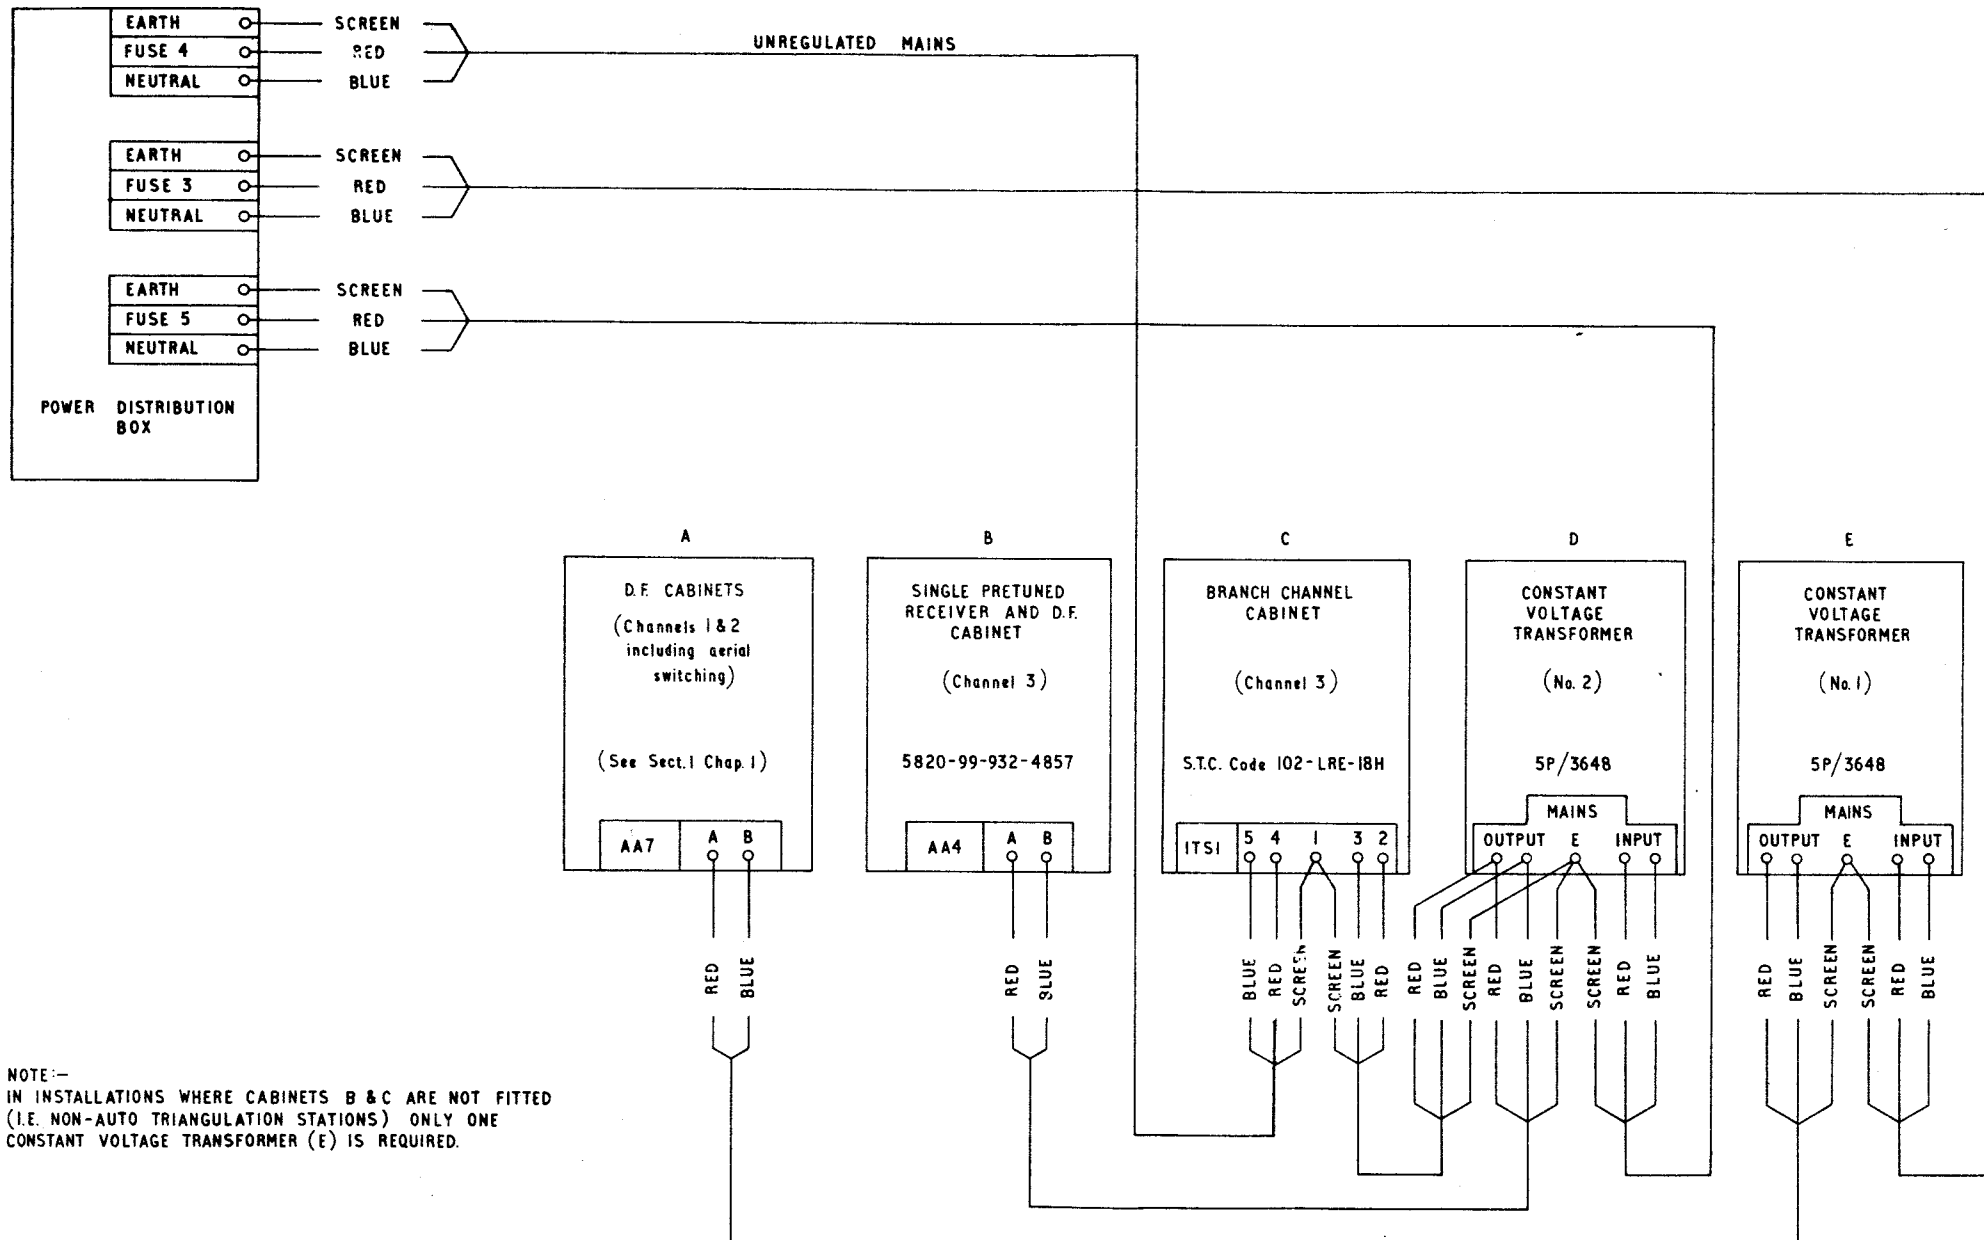 EARTH SCREEN
FUSE 4 RED UNREGULATED MAINS
NEUTRAL BLUE
EARTH SCREEN
FUSE 3 RED
NEUTRAL BLUE
EARTH SCREEN
FUSE 5 RED
NEUTRAL BLUE
POWER DISTRIBUTION
BOX
A
D.F. CABINETS
(Channels 1 & 2
including aerial
switching)
(See Sect. 1 Chap. 1)
AA7 A B
RED BLUE
B
SINGLE PRETUNED
RECEIVER AND D.F.
CABINET
(Channel 3)
5820-99-932-4857
AA4 A B
RED BLUE
C
BRANCH CHANNEL
CABINET
(Channel 3)
S.T.C. Code 102-LRE-18H
ITS1 5 4 1 3 2
BLUE RED SCREEN SCREEN BLUE RED
D
CONSTANT
VOLTAGE
TRANSFORMER
(No. 2)
5P/3648
MAINS
OUTPUT E INPUT
RED BLUE SCREEN RED BLUE SCREEN SCREEN RED BLUE
E
CONSTANT
VOLTAGE
TRANSFORMER
(No. 1)
5P/3648
MAINS
OUTPUT E INPUT
RED BLUE SCREEN SCREEN RED BLUE
NOTE:-
IN INSTALLATIONS WHERE CABINETS B & C ARE NOT FITTED
(I.E. NON-AUTO TRIANGULATION STATIONS) ONLY ONE
CONSTANT VOLTAGE TRANSFORMER (E) IS REQUIRED.